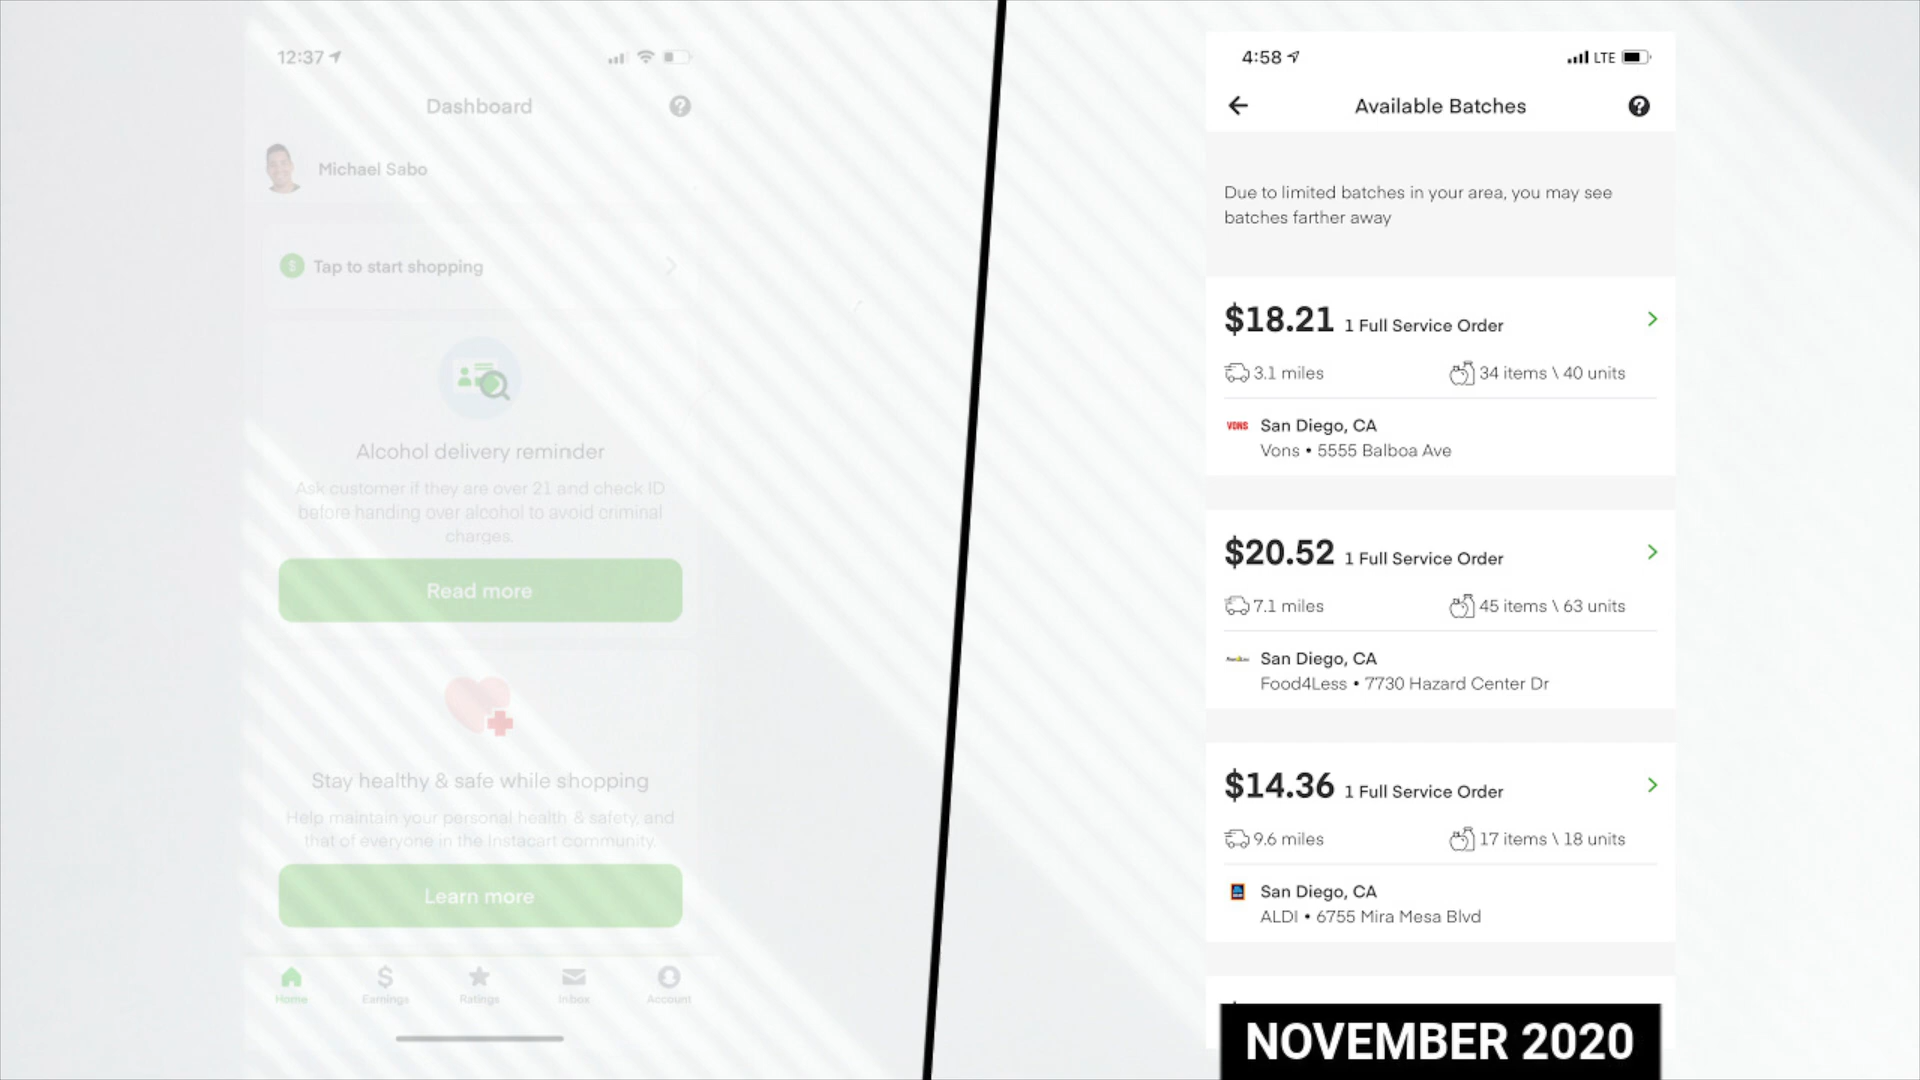 12:37
Dashboard
Michael Sabo
$ Tap to start shopping
Alcohol delivery reminder
Ask customer if they are over 21 and check ID
before handing over alcohol to avoid criminal
charges.
Read more
Stay healthy & safe while shopping
Help maintain your personal health & safety, and
that of everyone in the Instacart community.
Learn more
Home
Earnings
Ratings
Inbox
Account
4:58
LTE
Available Batches
Due to limited batches in your area, you may see
batches farther away
$18.21 1 Full Service Order
3.1 miles
34 items \ 40 units
VONS
San Diego, CA
Vons • 5555 Balboa Ave
$20.52 1 Full Service Order
7.1 miles
45 items \ 63 units
San Diego, CA
Food4Less • 7730 Hazard Center Dr
$14.36 1 Full Service Order
9.6 miles
17 items \ 18 units
San Diego, CA
ALDI • 6755 Mira Mesa Blvd
NOVEMBER 2020